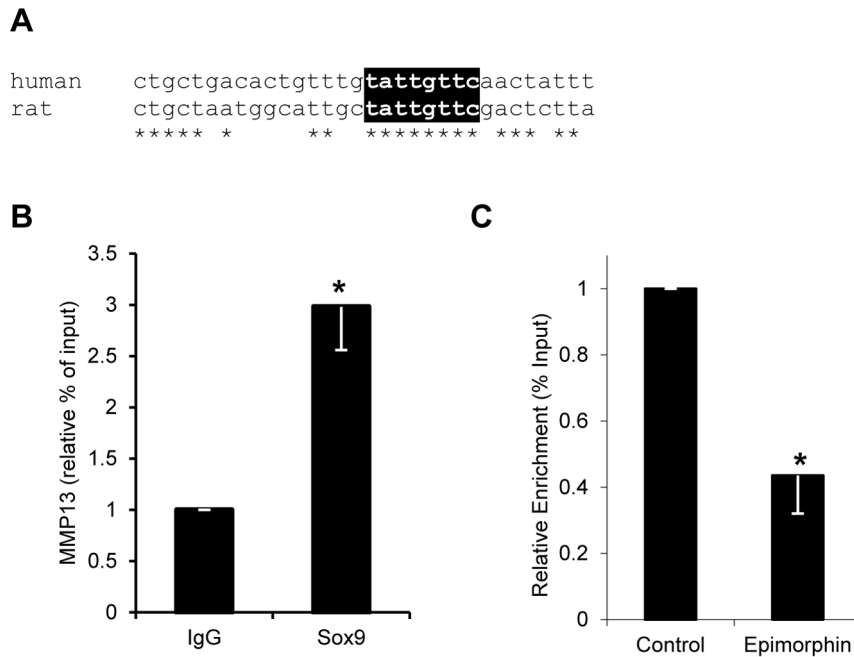 A
human ctgctgacactgtttgtattgttcaactattt
rat ctgctaatggcattgctattgttcgactctta
***** *     **  ******** *** **
B
MMP13 (relative % of input)
3.5
3
2.5
2
1.5
1
0.5
0
*
IgG Sox9
C
Relative Enrichment (% Input)
1
0.8
0.6
0.4
0.2
0
*
Control Epimorphin